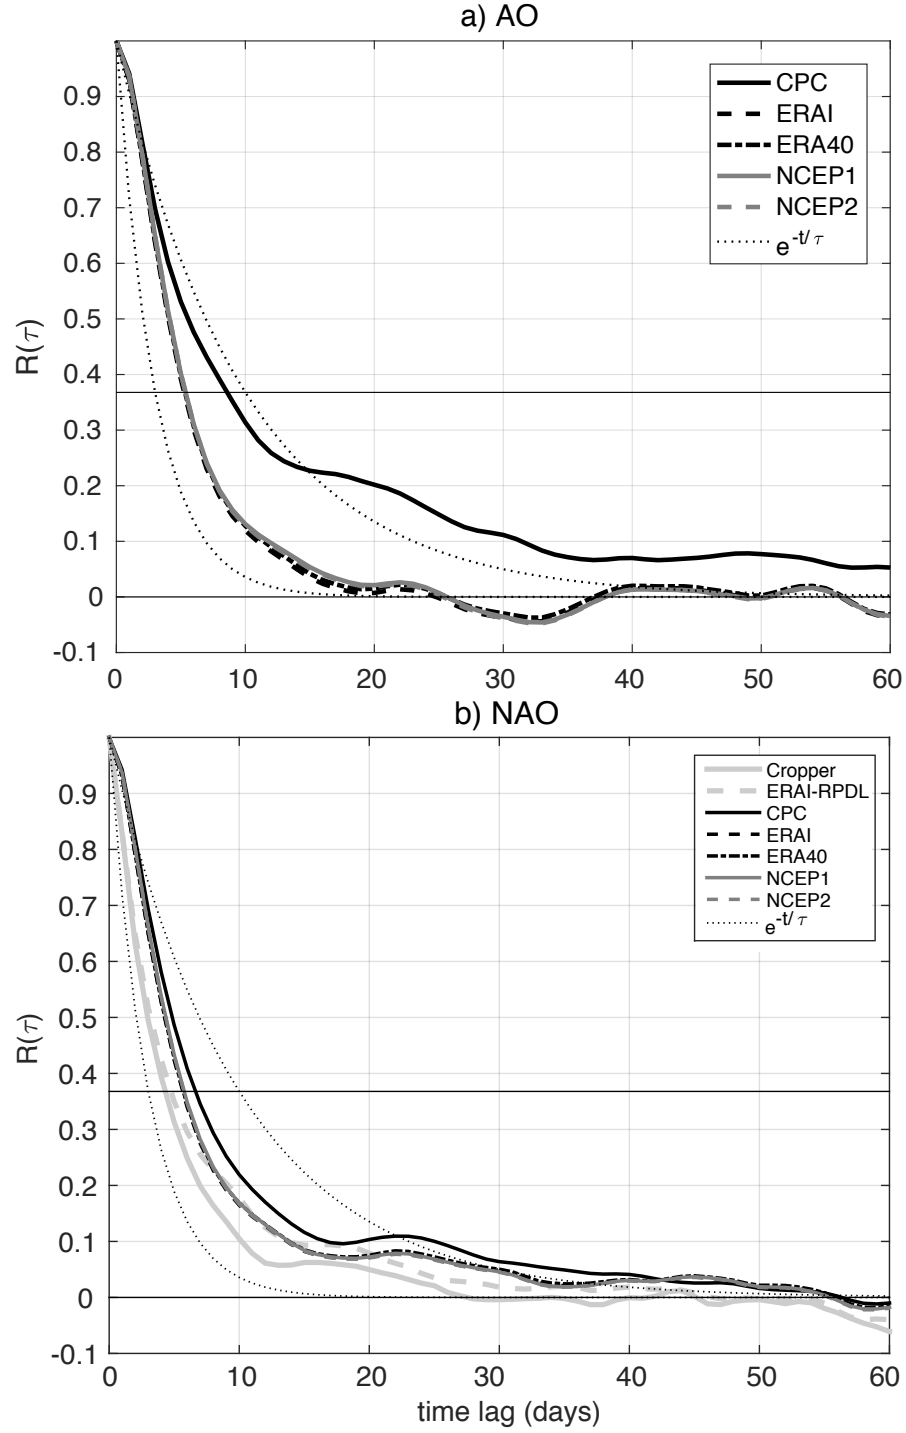 a) AO
0.9
0.8
0.7
0.6
0.5
0.4
0.3
0.2
0.1
0
-0.1
R(τ)
CPC
ERAI
ERA40
NCEP1
NCEP2
e-t/τ
0 10 20 30 40 50 60
b) NAO
0.9
0.8
0.7
0.6
0.5
0.4
0.3
0.2
0.1
0
-0.1
R(τ)
Cropper
ERAI-RPDL
CPC
ERAI
ERA40
NCEP1
NCEP2
e-t/τ
0 10 20 30 40 50 60
time lag (days)